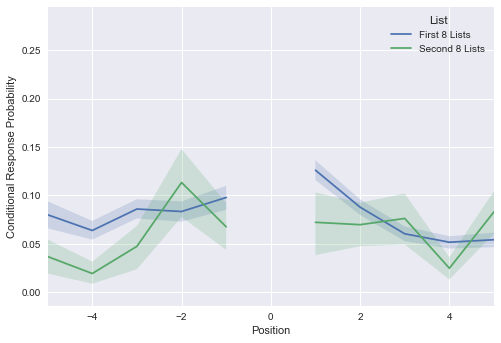 List
First 8 Lists
Second 8 Lists
0.25
0.20
0.15
0.10
0.05
0.00
Conditional Response Probability
−4
−2
0
2
4
Position